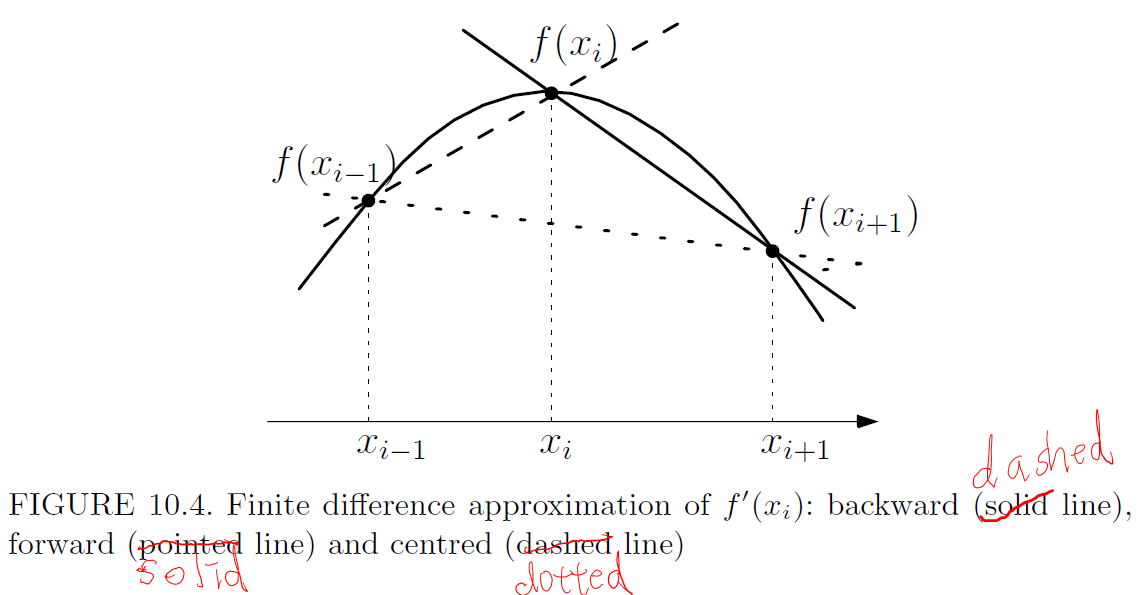 f(x_i)
f(x_{i−1})
f(x_{i+1})
x_{i−1} x_i x_{i+1}
dashed
FIGURE 10.4. Finite difference approximation of f′(x_i): backward (solid line),
forward (pointed line) and centred (dashed line)
solid dotted